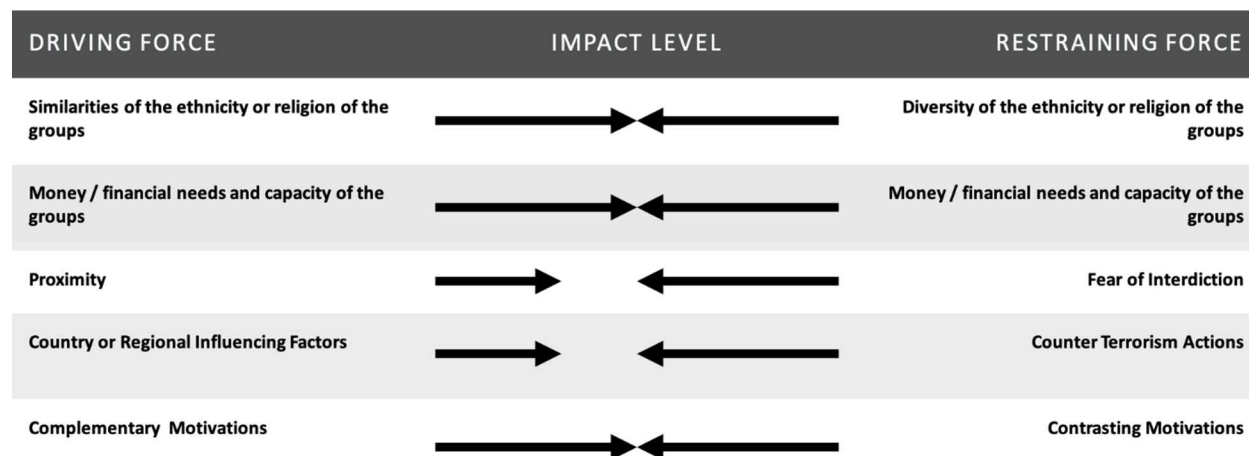 DRIVING FORCE IMPACT LEVEL RESTRAINING FORCE
Similarities of the ethnicity or religion of the
groups
Diversity of the ethnicity or religion of the
groups
Money / financial needs and capacity of the
groups
Money / financial needs and capacity of the
groups
Proximity
Fear of Interdiction
Country or Regional Influencing Factors
Counter Terrorism Actions
Complementary Motivations
Contrasting Motivations